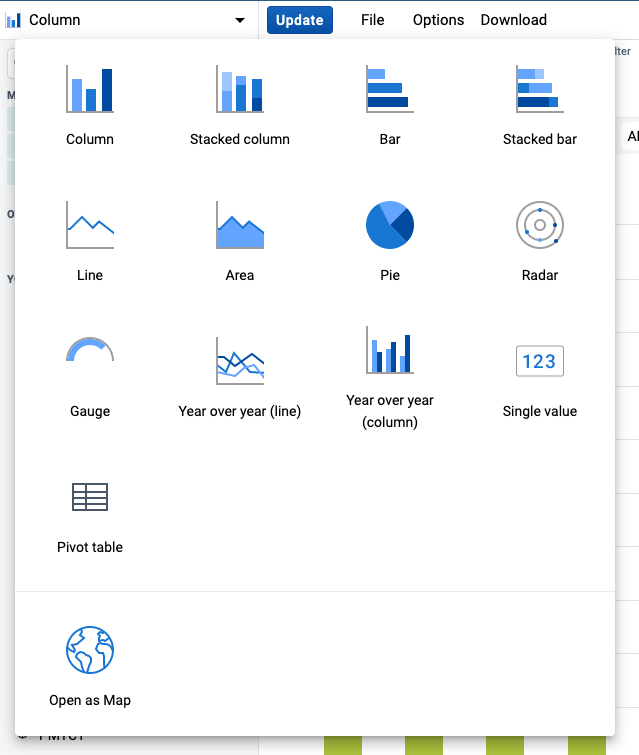 Column
Update
File
Options
Download
lter
M
Al
Column
Stacked column
Bar
Stacked bar
Line
Area
Pie
Radar
Gauge
Year over year (line)
Year over year
(column)
123
Single value
Pivot table
Open as Map